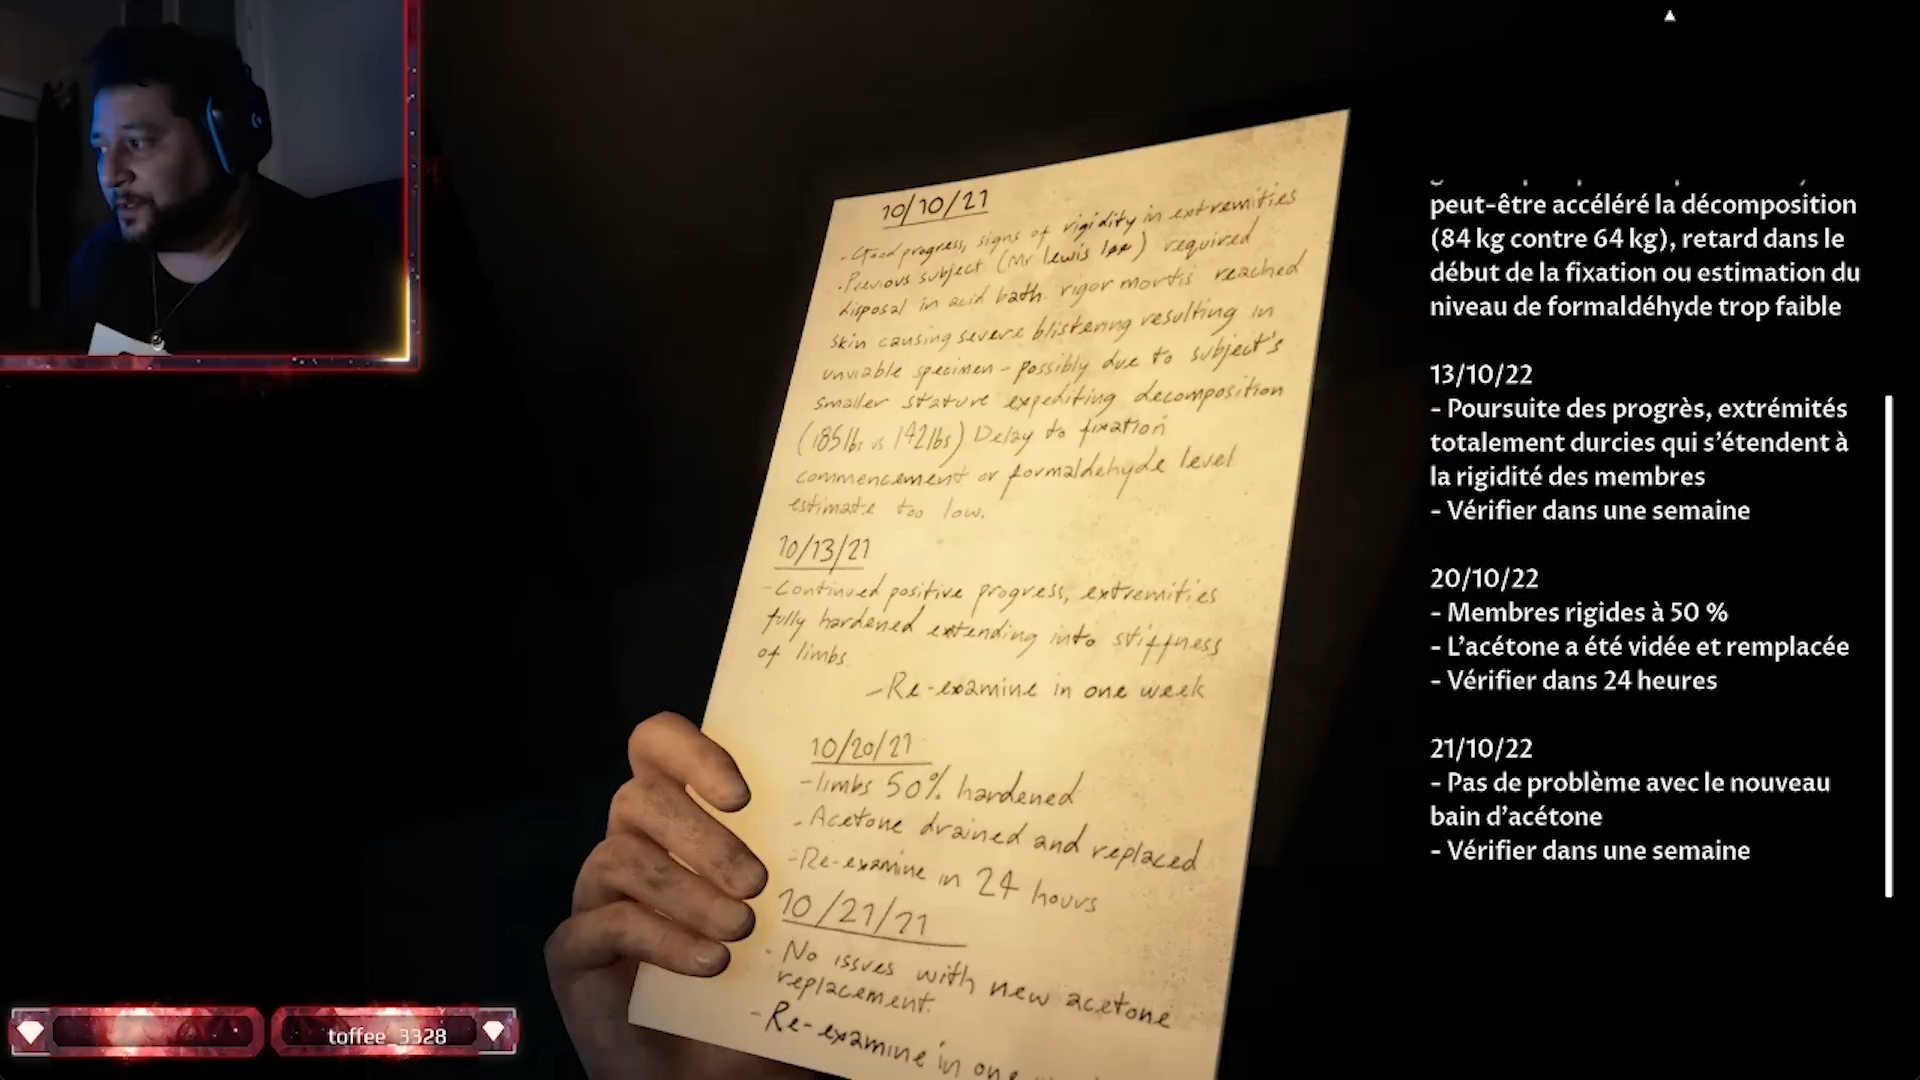 10/10/21
- Good progress, signs of rigidity in extremities
- Previous subject (Mr Lewis ) required
disposal in acid bath. rigor mortis reached
skin causing severe blistering resulting in
unviable specimen - possibly due to subject's
smaller stature expediting decomposition
(185lbs vs 142lbs) Delay to fixation
commencement or formaldehyde level
estimate too low.
10/13/21
- Continued positive progress, extremities
fully hardened extending into stiffness
of limbs
- Re-examine in one week
10/20/21
- limbs 50% hardened
- Acetone drained and replaced
- Re-examine in 24 hours
10/21/21
- No issues with new acetone
replacement.
- Re-examine in one
peut-être accéléré la décomposition
(84 kg contre 64 kg), retard dans le
début de la fixation ou estimation du
niveau de formaldéhyde trop faible
13/10/22
- Poursuite des progrès, extrémités
totalement durcies qui s'étendent à
la rigidité des membres
- Vérifier dans une semaine
20/10/22
- Membres rigides à 50 %
- L'acétone a été vidée et remplacée
- Vérifier dans 24 heures
21/10/22
- Pas de problème avec le nouveau
bain d'acétone
- Vérifier dans une semaine
toffee_3328